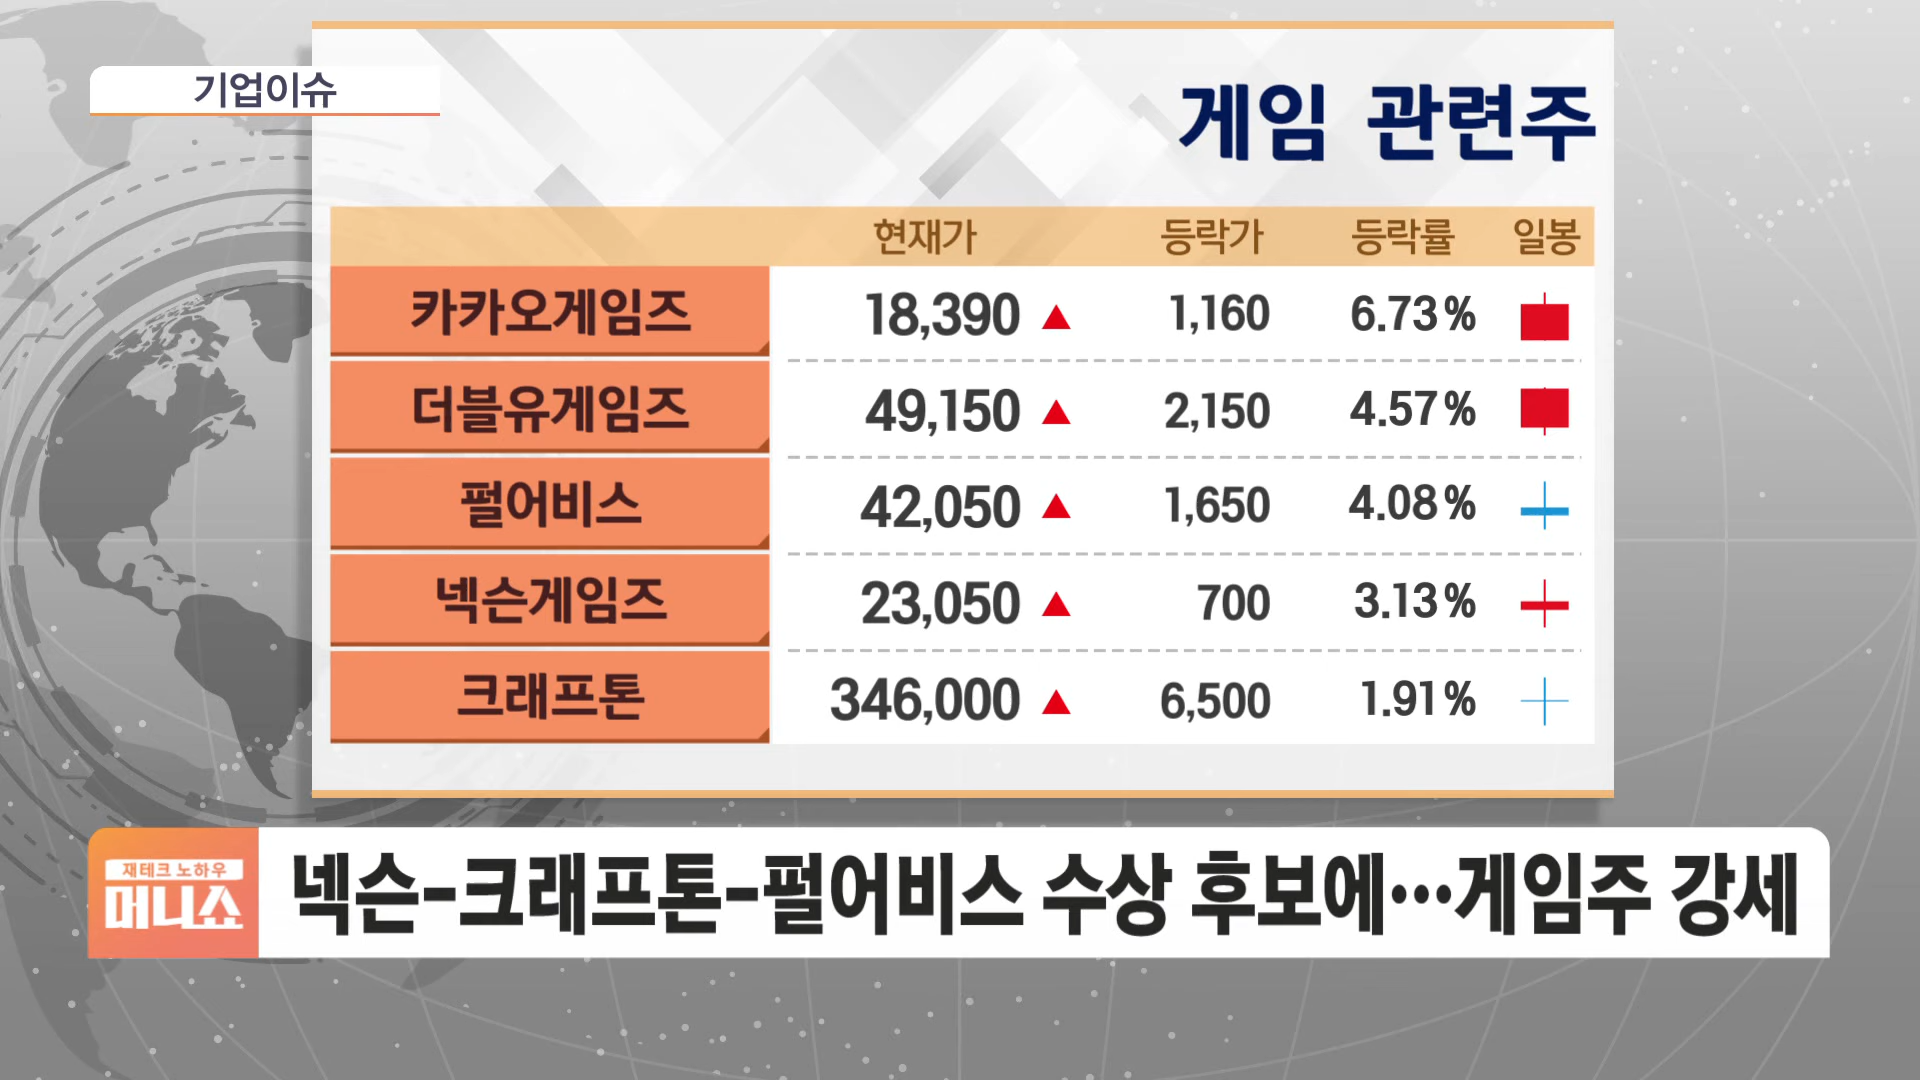 기업이슈
게임 관련주
현재가 등락가 등락률 일봉
카카오게임즈 18,390 ▲ 1,160 6.73%
더블유게임즈 49,150 ▲ 2,150 4.57%
펄어비스 42,050 ▲ 1,650 4.08%
넥슨게임즈 23,050 ▲ 700 3.13%
크래프톤 346,000 ▲ 6,500 1.91%
재테크 노하우
머니쇼
넥슨-크래프톤-펄어비스 수상 후보에…게임주 강세